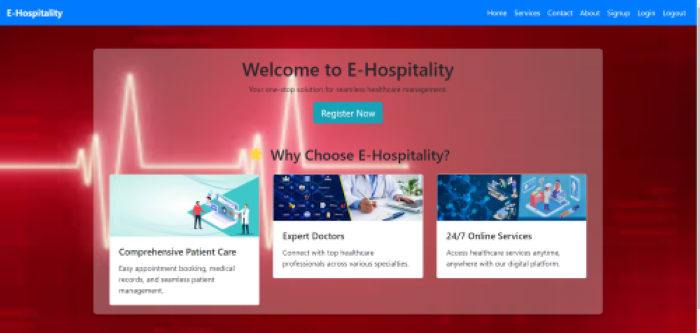 E-Hospitality
Home Services Contact About Signup Login Logout
Welcome to E-Hospitality
Your one-stop solution for seamless healthcare management.
Register Now
Why Choose E-Hospitality?
Comprehensive Patient Care
Easy appointment booking, medical
records, and seamless patient
management.
Expert Doctors
Connect with top healthcare
professionals across various specialties.
24/7 Online Services
Access healthcare services anytime,
anywhere with our digital platform.